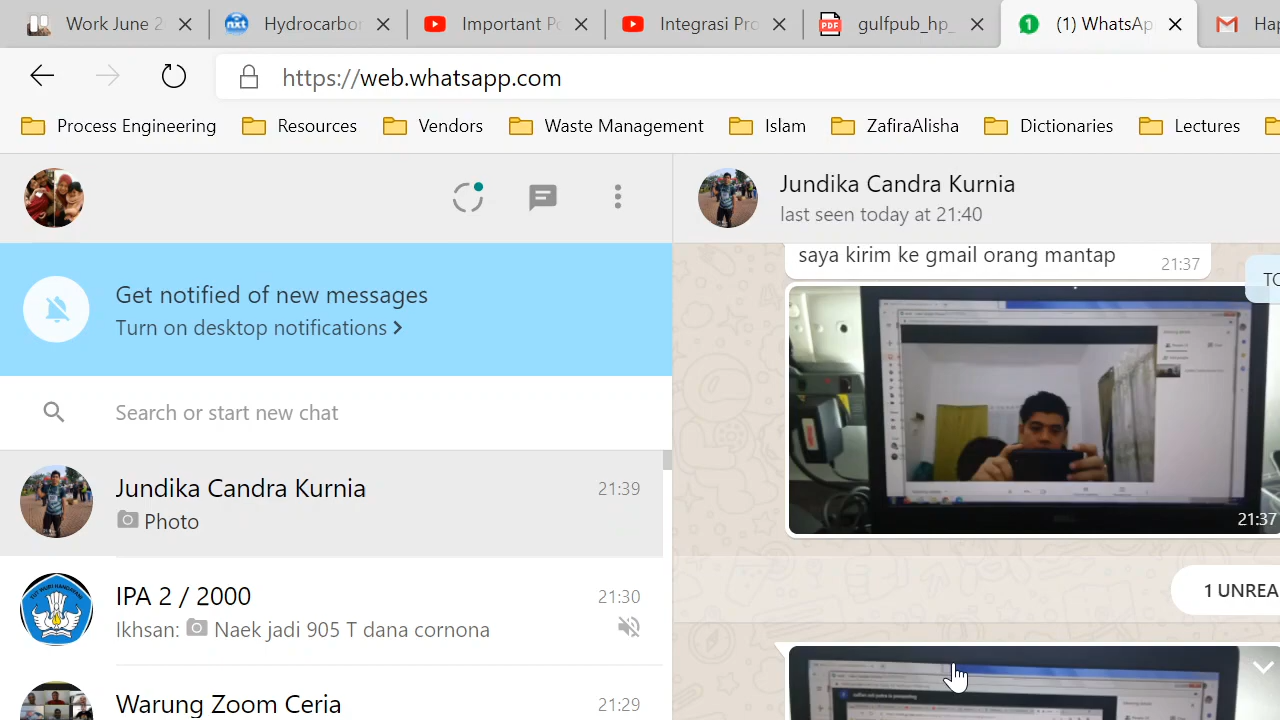 Work June 2
Hydrocarbor
Important P
Integrasi Pro
gulfpub_hp_
(1) WhatsAp
Hap
https://web.whatsapp.com
Process Engineering
Resources
Vendors
Waste Management
Islam
ZafiraAlisha
Dictionaries
Lectures
Jundika Candra Kurnia
last seen today at 21:40
Get notified of new messages
Turn on desktop notifications
Search or start new chat
Jundika Candra Kurnia
21:39
Photo
IPA 2 / 2000
21:30
Ikhsan: Naek jadi 905 T dana cornona
Warung Zoom Ceria
21:29
saya kirim ke gmail orang mantap
21:37
TO
21:37
1 UNREA